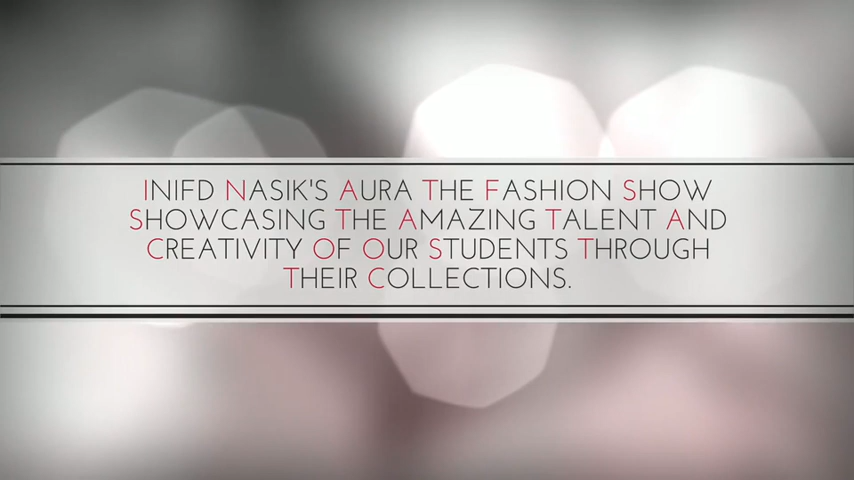 INIFD NASIK'S AURA THE FASHION SHOW
SHOWCASING THE AMAZING TALENT AND
CREATIVITY OF OUR STUDENTS THROUGH
THEIR COLLECTIONS.